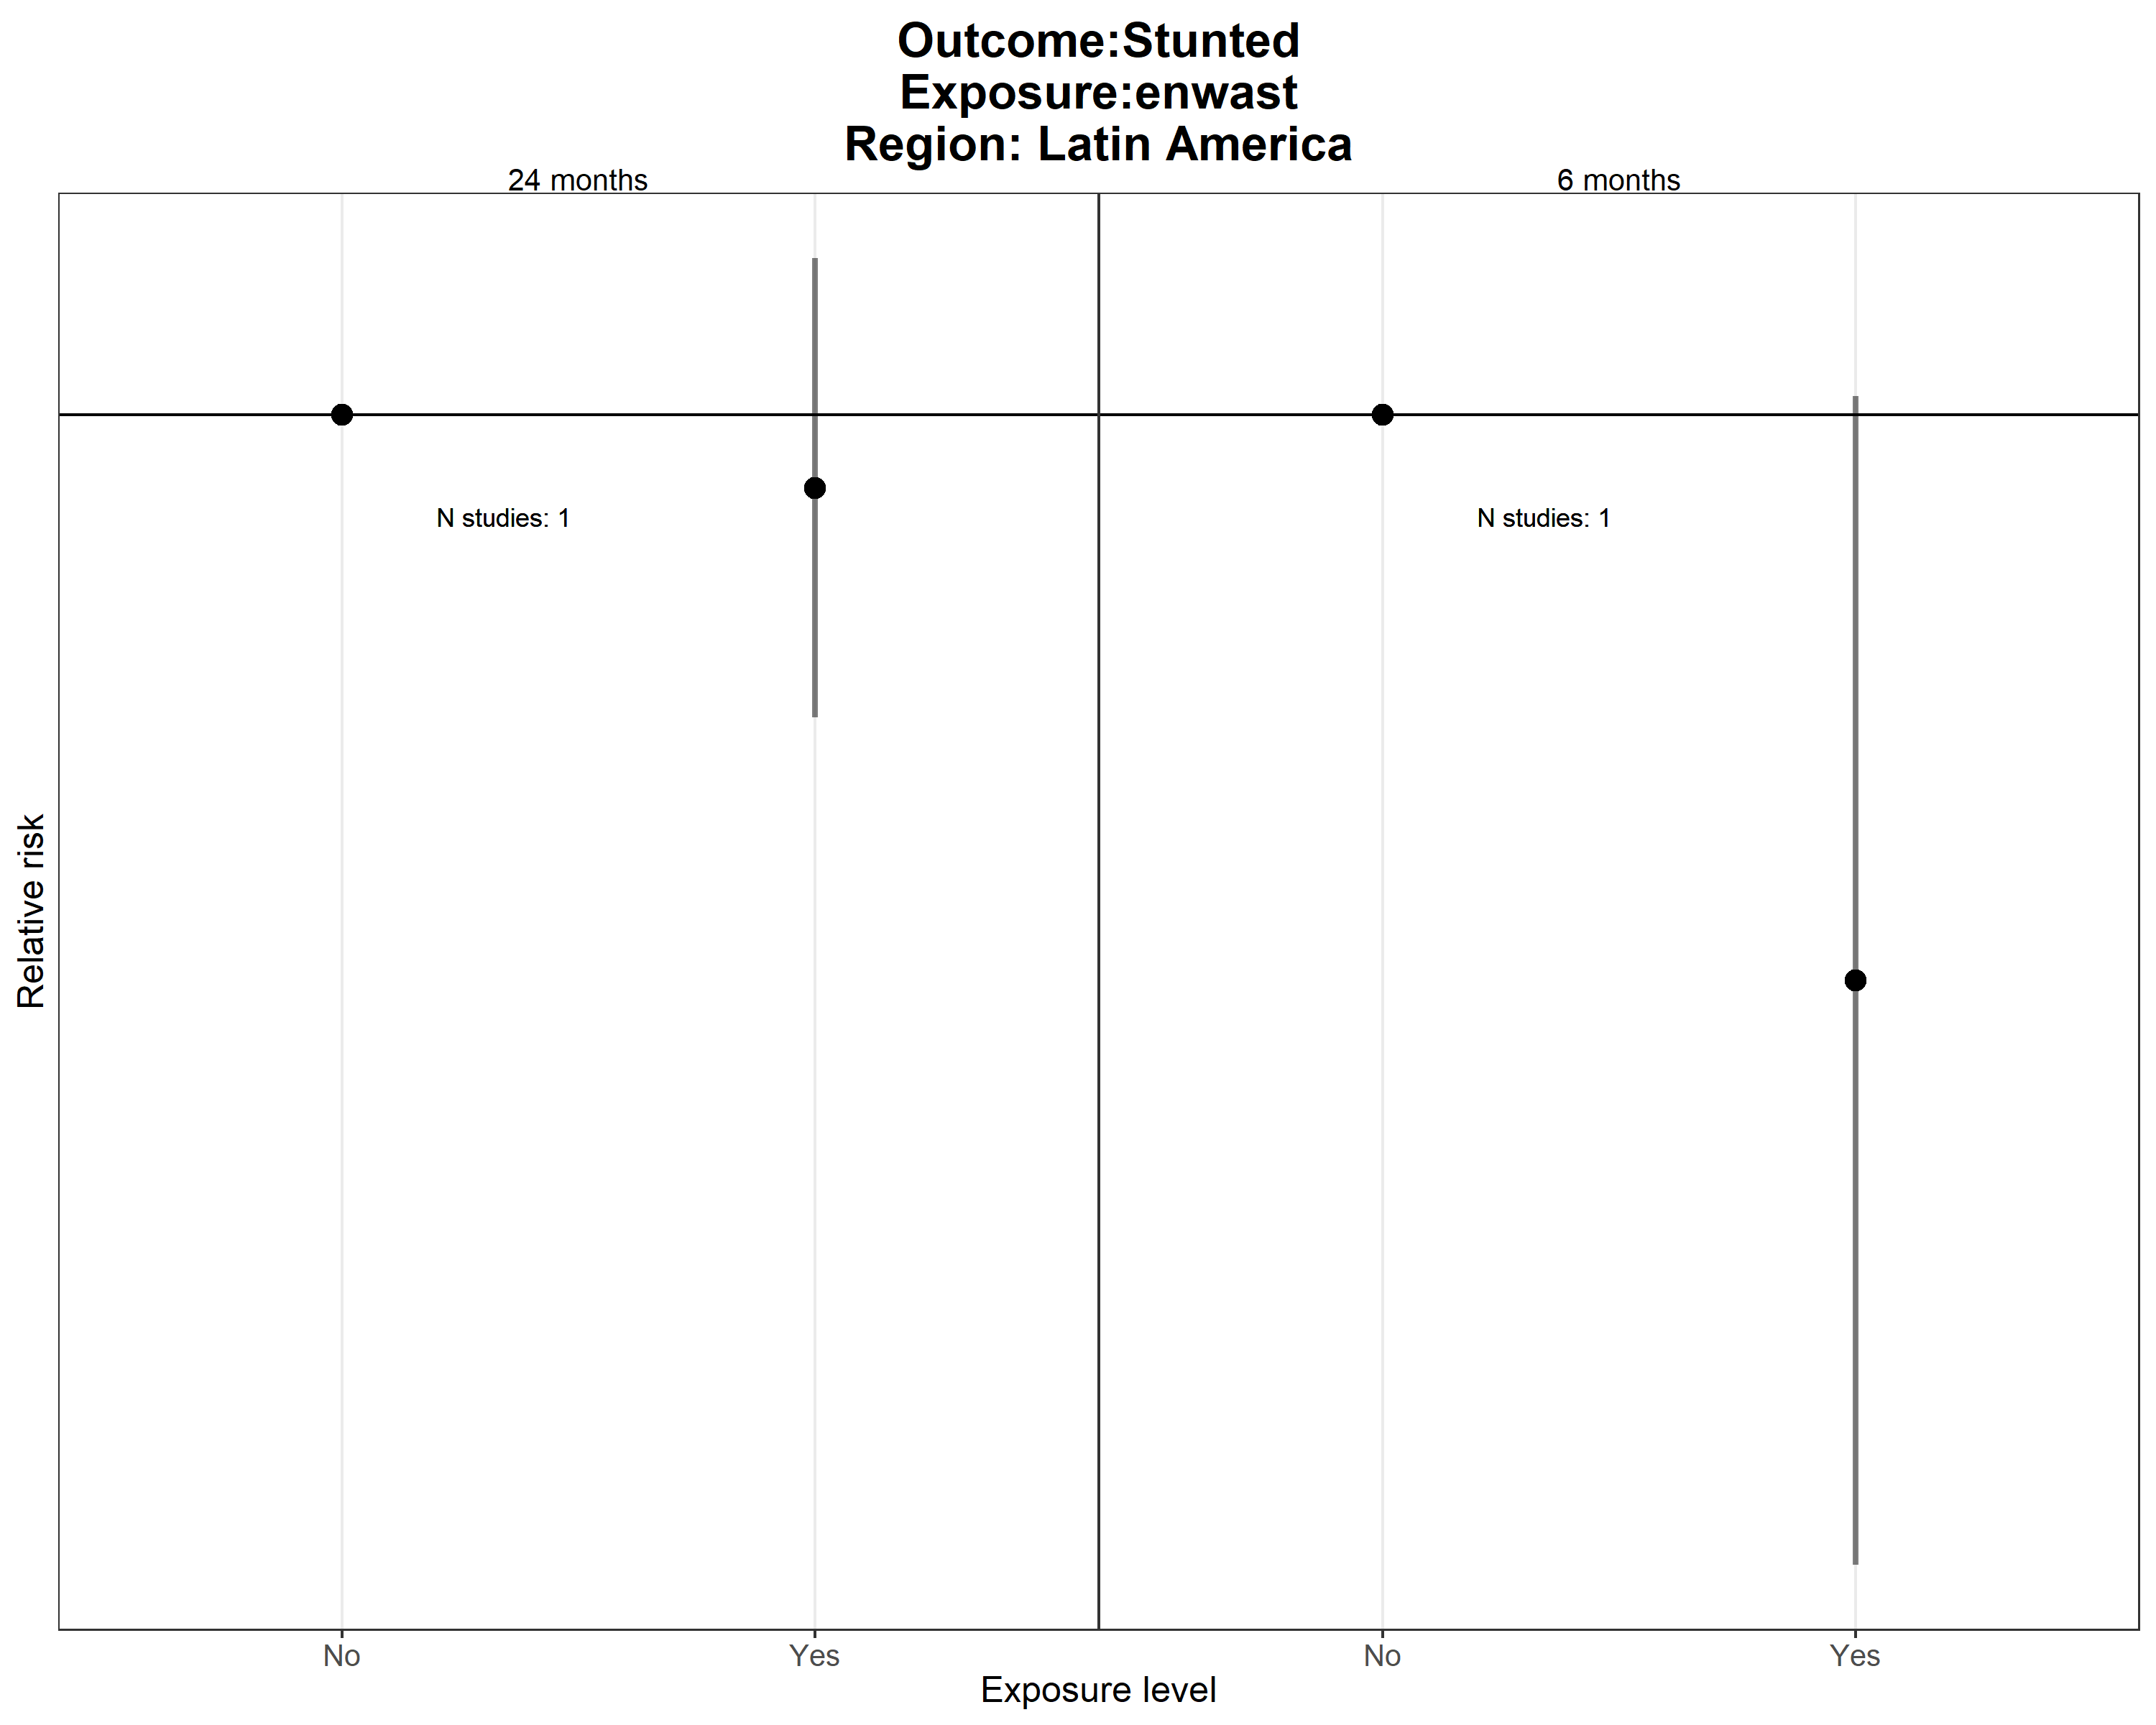 Outcome:Stunted
Exposure:enwast
Region: Latin America
24 months
6 months
N studies: 1
N studies: 1
Relative risk
No
Yes
No
Yes
Exposure level